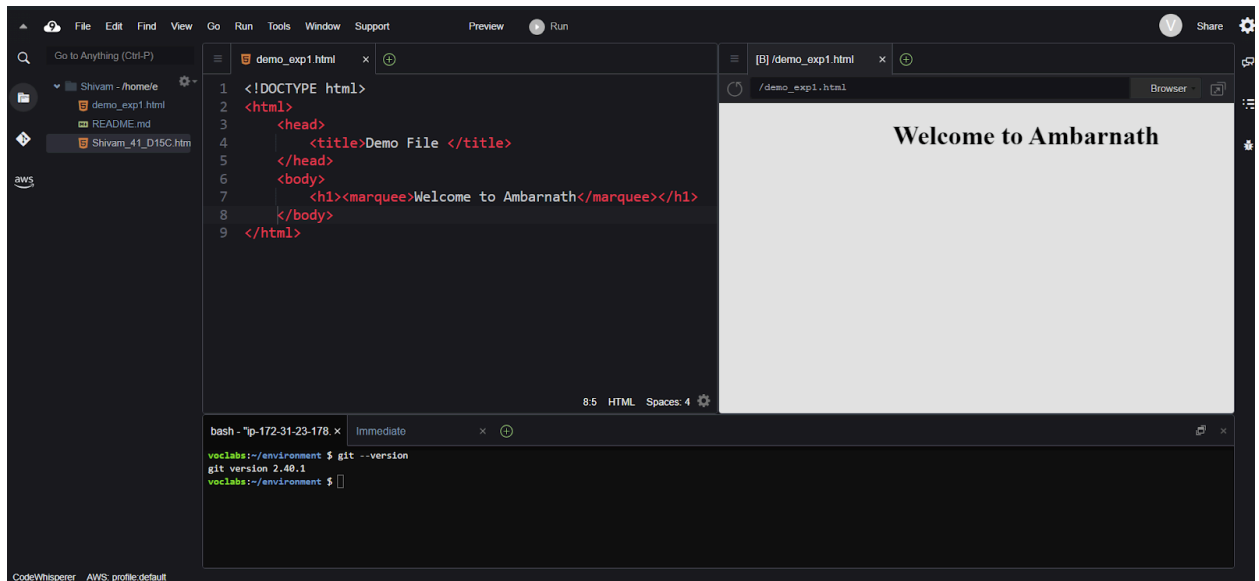 File Edit Find View Go Run Tools Window Support Preview Run V Share
Go to Anything (Ctrl-P)
Shivam - /home/e
demo_exp1.html
README.md
Shivam_41_D15C.htm
aws
demo_exp1.html ×
1 <!DOCTYPE html>
2 <html>
3 <head>
4 <title>Demo File </title>
5 </head>
6 <body>
7 <h1><marquee>Welcome to Ambarnath</marquee></h1>
8 </body>
9 </html>
8:5 HTML Spaces: 4
[B] /demo_exp1.html ×
/demo_exp1.html Browser
Welcome to Ambarnath
bash - "ip-172-31-23-178. × Immediate ×
voclabs:~/environment $ git --version
git version 2.40.1
voclabs:~/environment $
CodeWhisperer AWS: profile:default